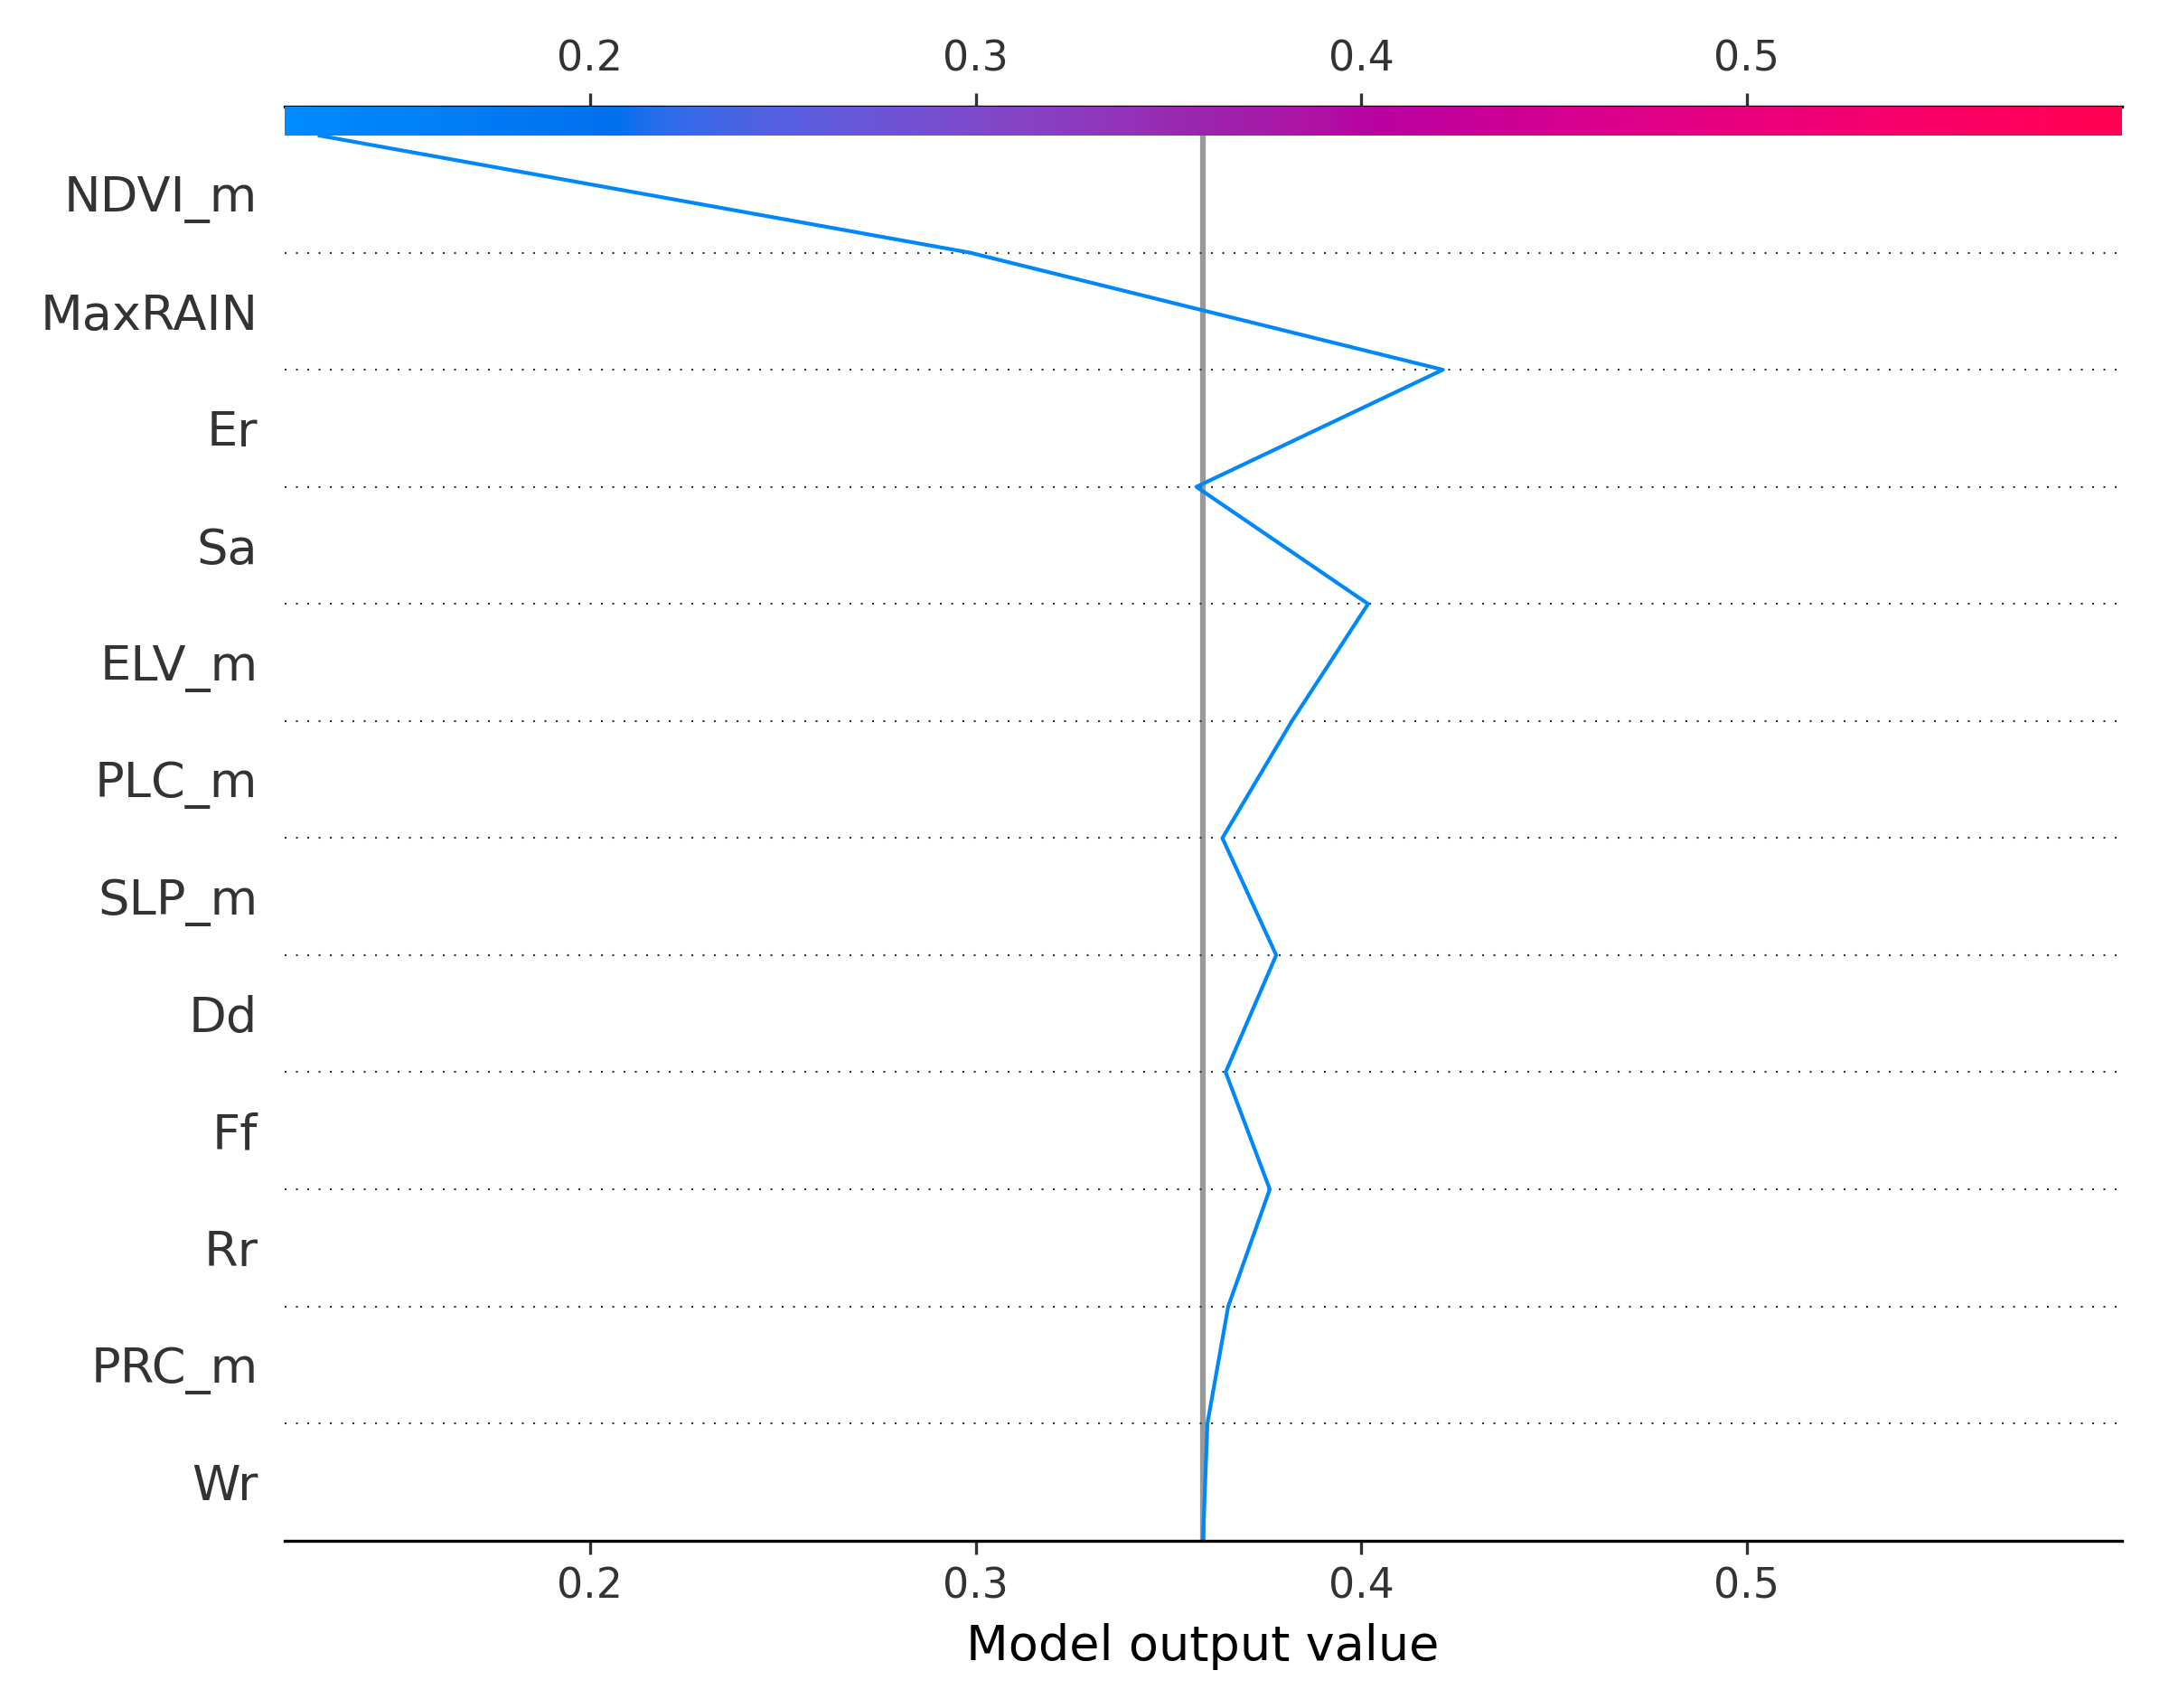 0.2 0.3 0.4 0.5
NDVI_m
MaxRAIN
Er
Sa
ELV_m
PLC_m
SLP_m
Dd
Ff
Rr
PRC_m
Wr
0.2 0.3 0.4 0.5
Model output value